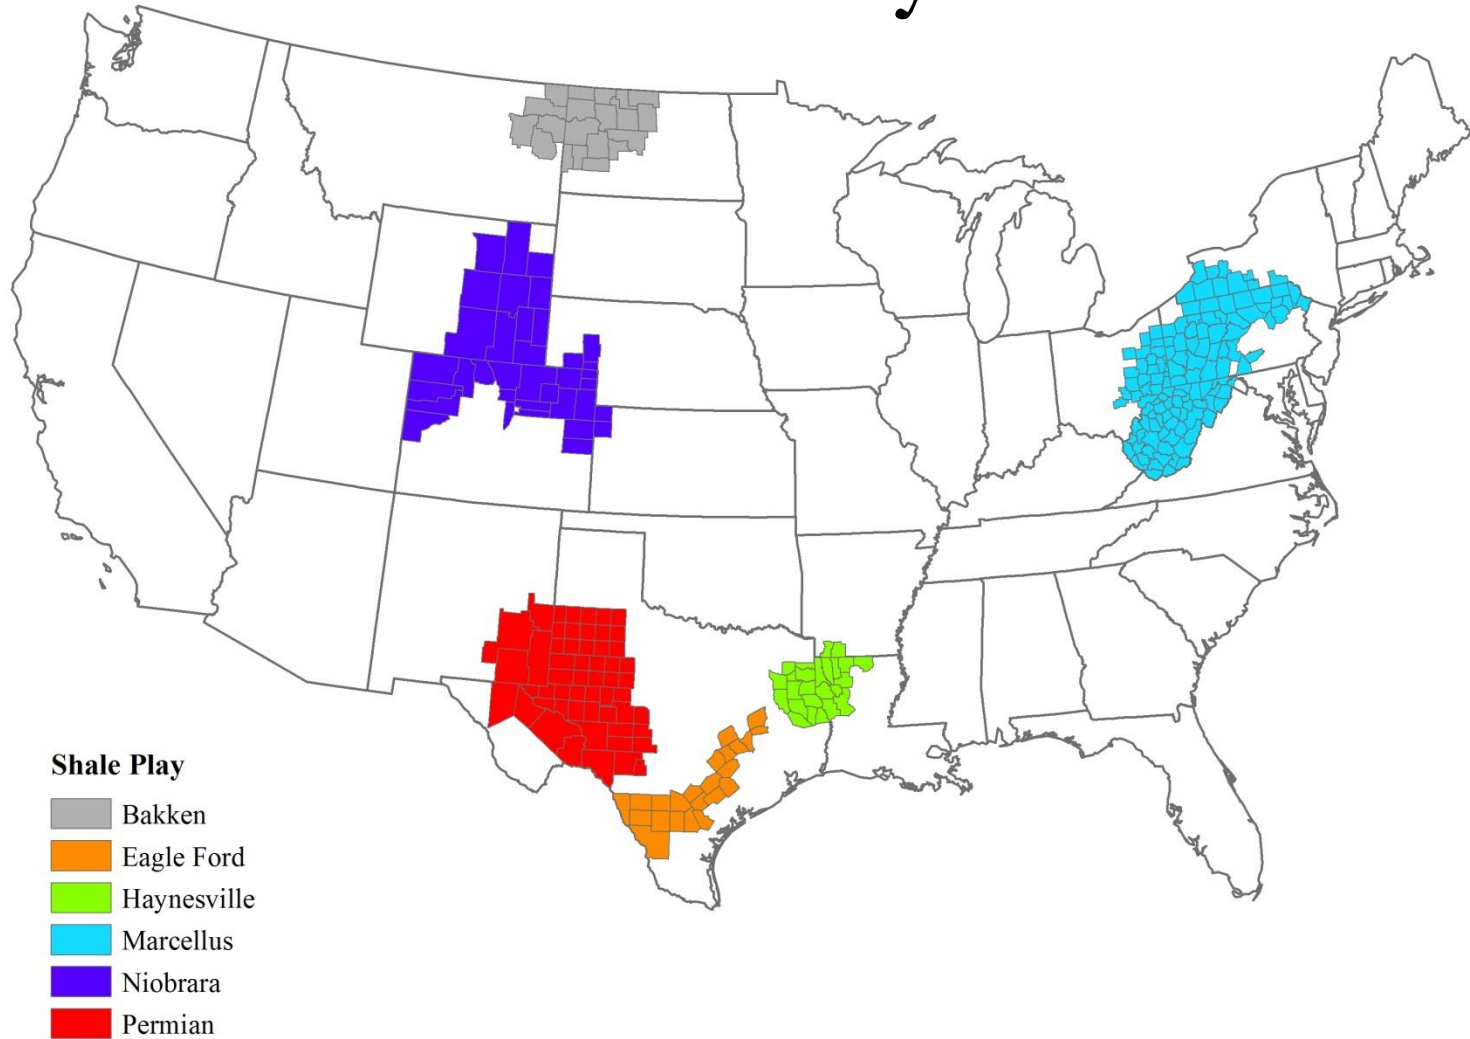 y
Shale Play
Bakken
Eagle Ford
Haynesville
Marcellus
Niobrara
Permian